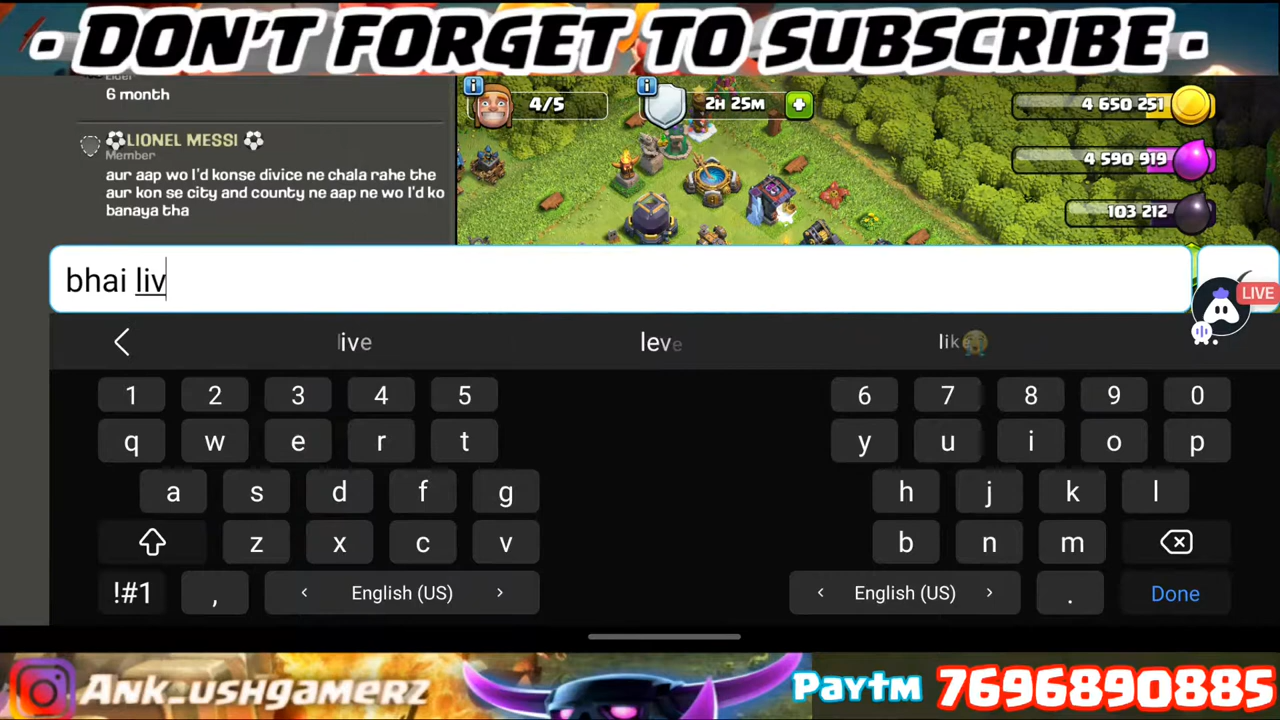 - DON'T FORGET TO SUBSCRIBE -
Elder
6 month
LIONEL MESSI
Member
aur aap wo I'd konse divice ne chala rahe the
aur kon se city and county ne aap ne wo I'd ko
banaya tha
4/5
2H 25M
4 650 251
4 590 919
103 212
bhai liv
LIVE
live
leve
like
1 2 3 4 5 6 7 8 9 0
q w e r t y u i o p
a s d f g h j k l
z x c v b n m
!#1 , English (US) English (US) . Done
Ank_ushgamerz
Paytm 7696890885